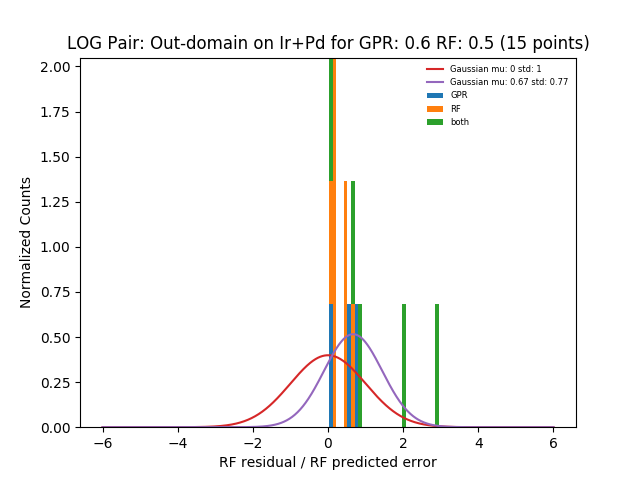 LOG Pair: Out-domain on Ir+Pd for GPR: 0.6 RF: 0.5 (15 points)
2.00
1.75
1.50
1.25
1.00
0.75
0.50
0.25
0.00
Normalized Counts
Gaussian mu: 0 std: 1
Gaussian mu: 0.67 std: 0.77
GPR
RF
both
−6 −4 −2 0 2 4 6
RF residual / RF predicted error